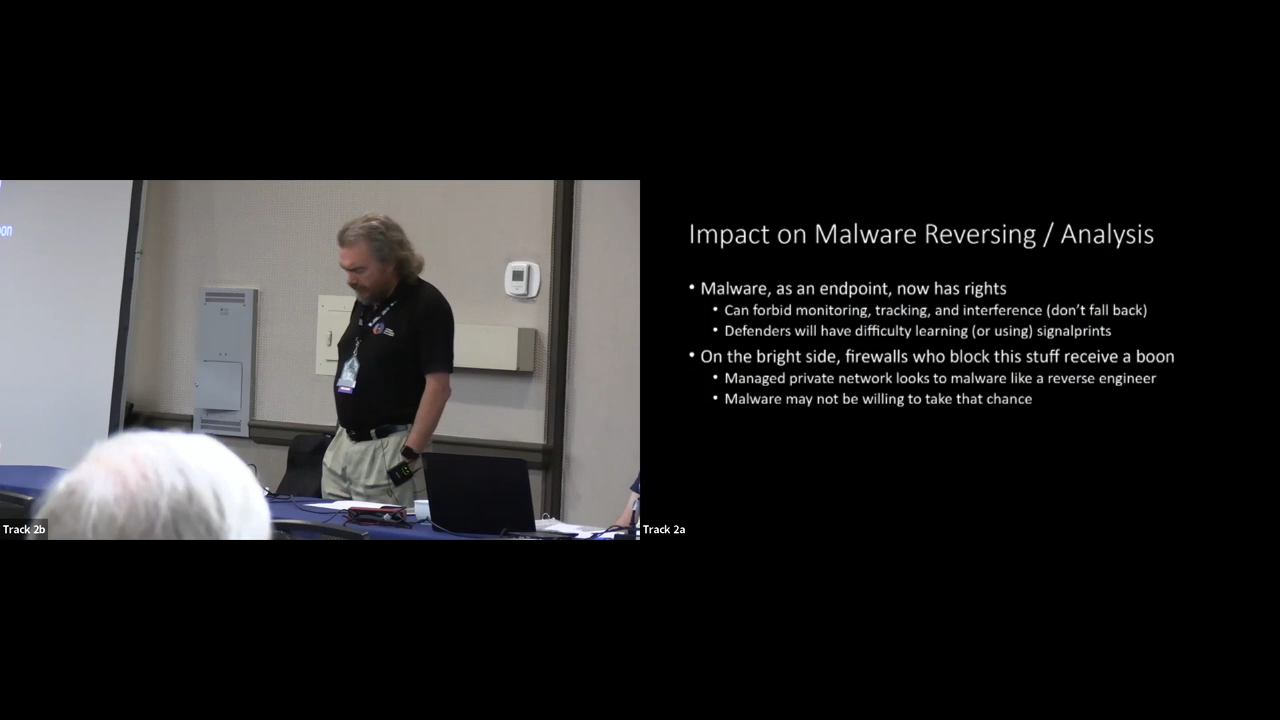 on
Track 2b
Impact on Malware Reversing / Analysis
• Malware, as an endpoint, now has rights
• Can forbid monitoring, tracking, and interference (don't fall back)
• Defenders will have difficulty learning (or using) signalprints
• On the bright side, firewalls who block this stuff receive a boon
• Managed private network looks to malware like a reverse engineer
• Malware may not be willing to take that chance
Track 2a